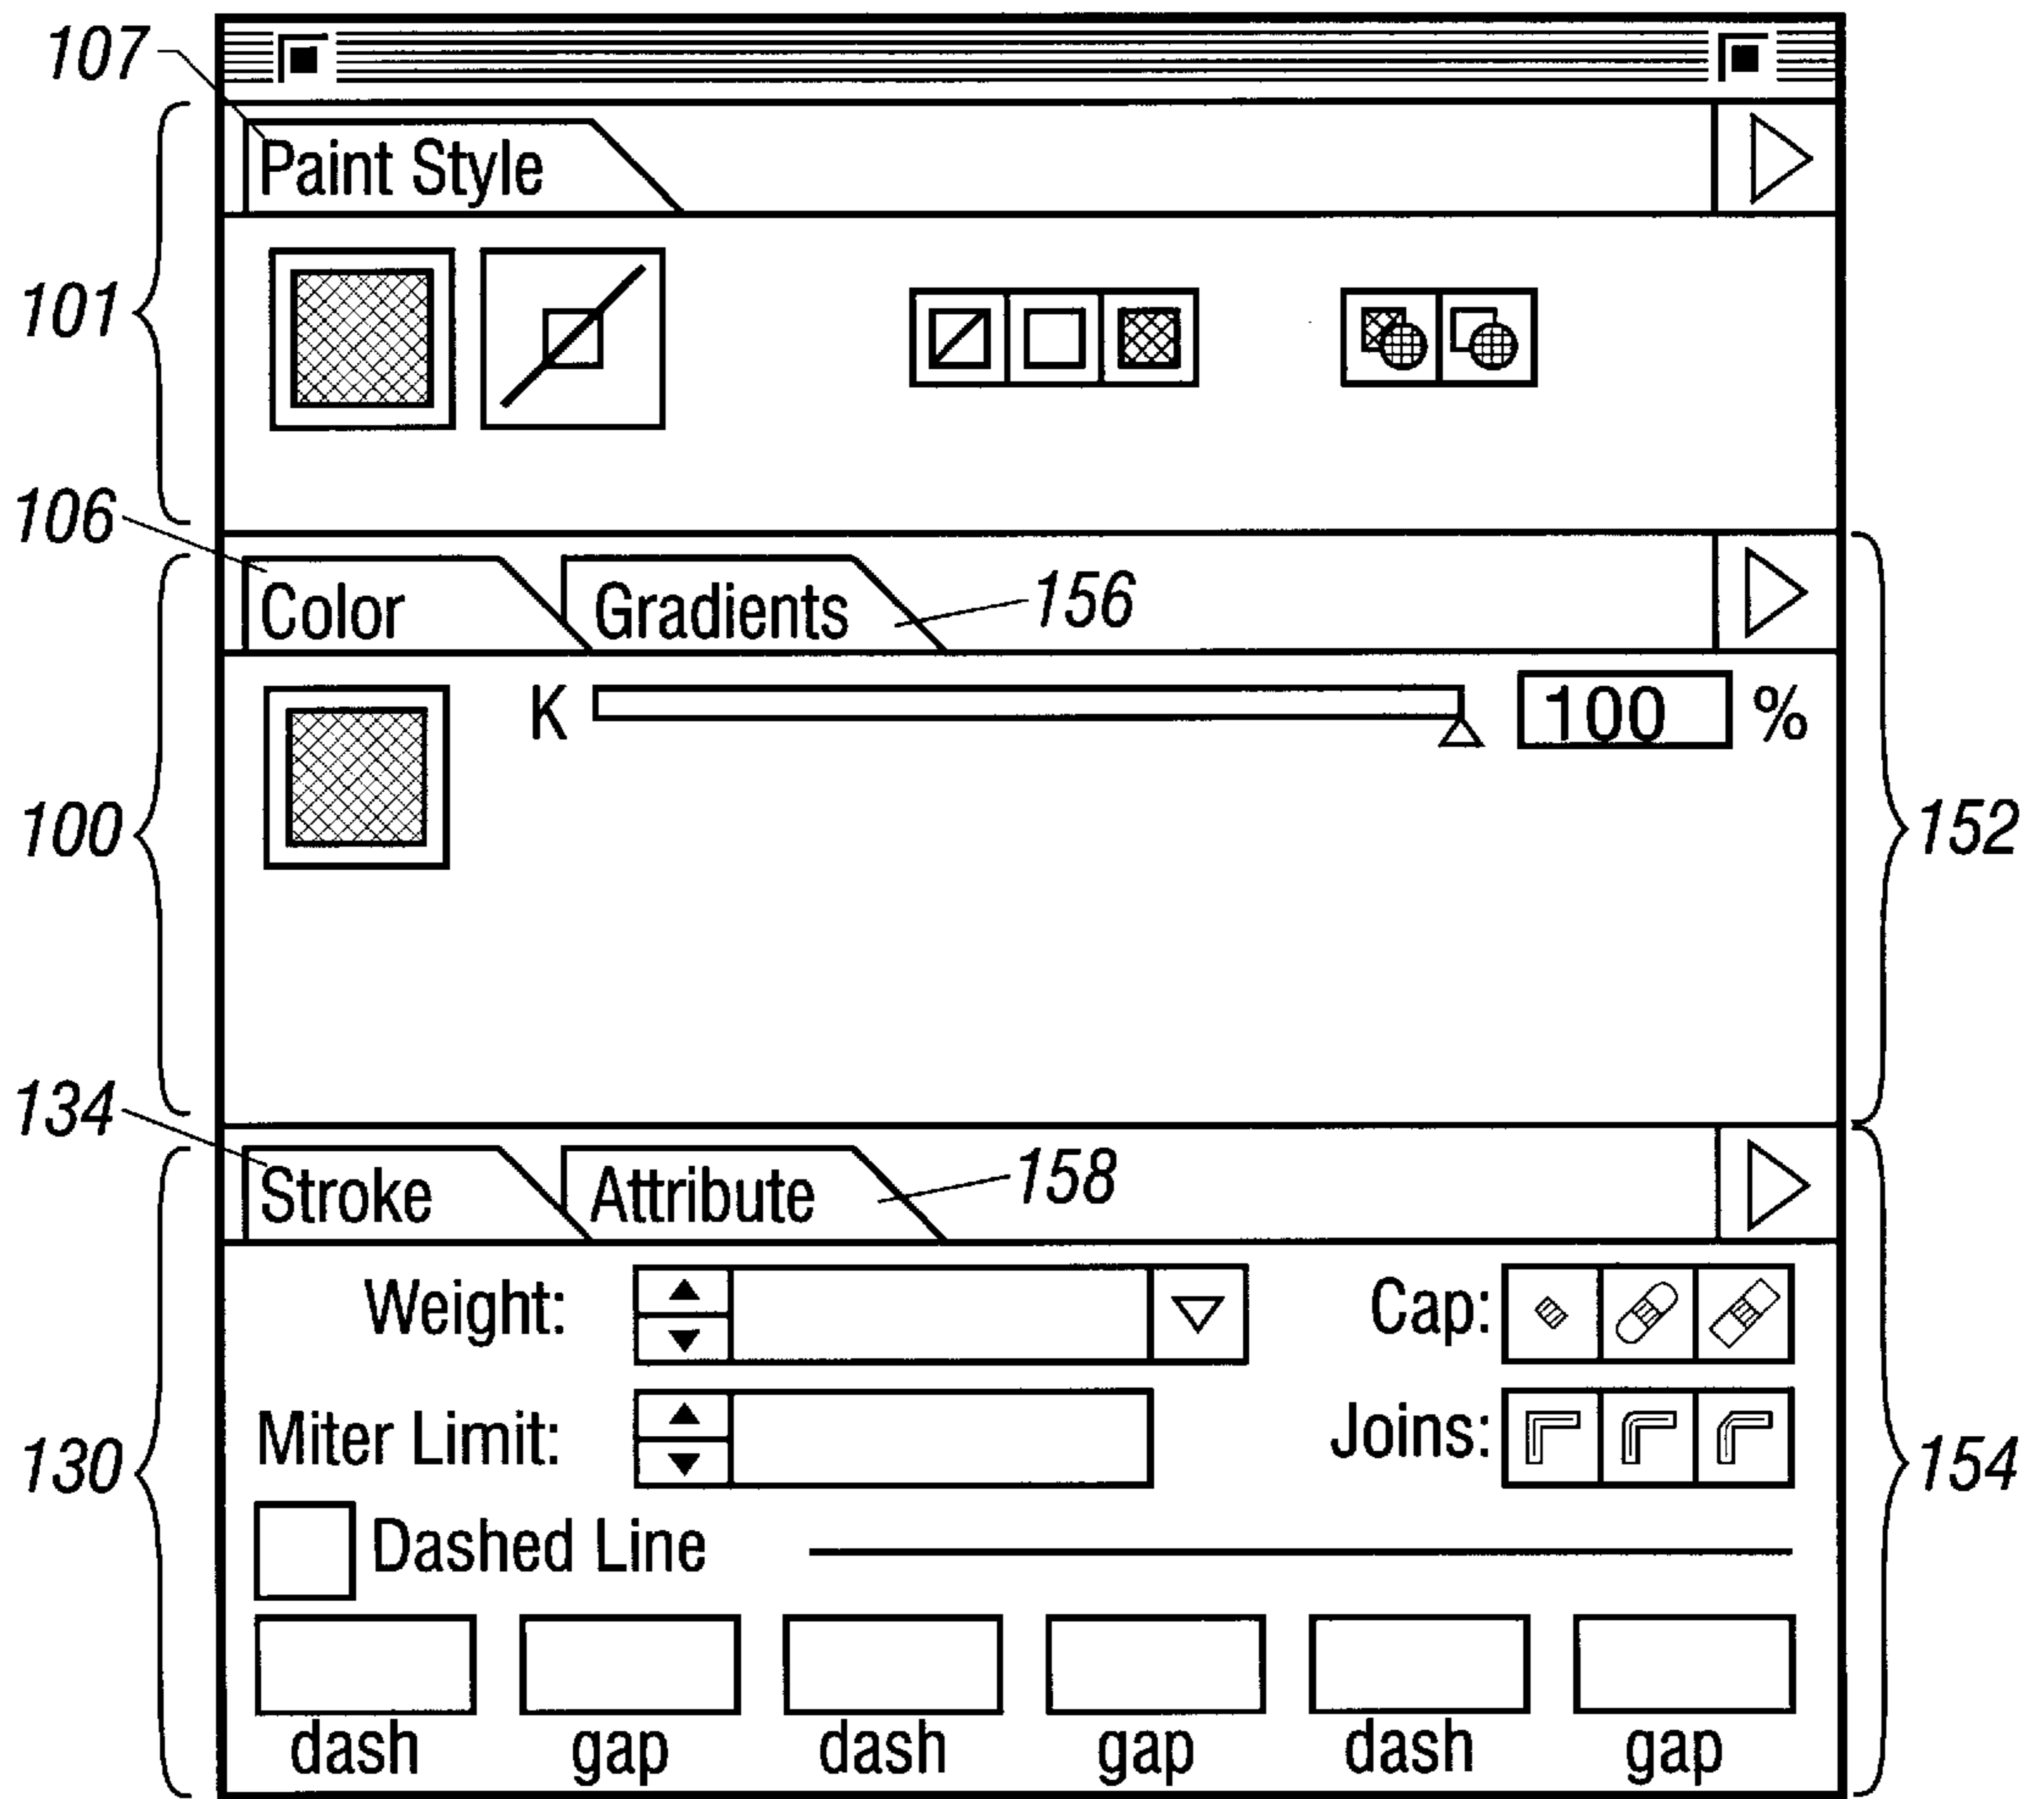 107
Paint Style
101
106
Color
Gradients
156
K
100
%
100
152
134
Stroke
Attribute
158
Weight:
Cap:
Miter Limit:
Joins:
130
154
Dashed Line
dash gap dash gap dash gap